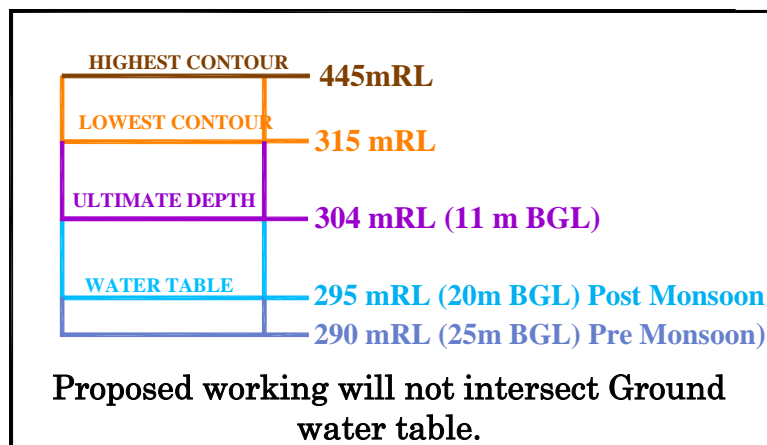 HIGHEST CONTOUR
445mRL
LOWEST CONTOUR
315 mRL
ULTIMATE DEPTH
304 mRL (11 m BGL)
WATER TABLE
295 mRL (20m BGL) Post Monsoon
290 mRL (25m BGL) Pre Monsoon)
Proposed working will not intersect Ground
water table.